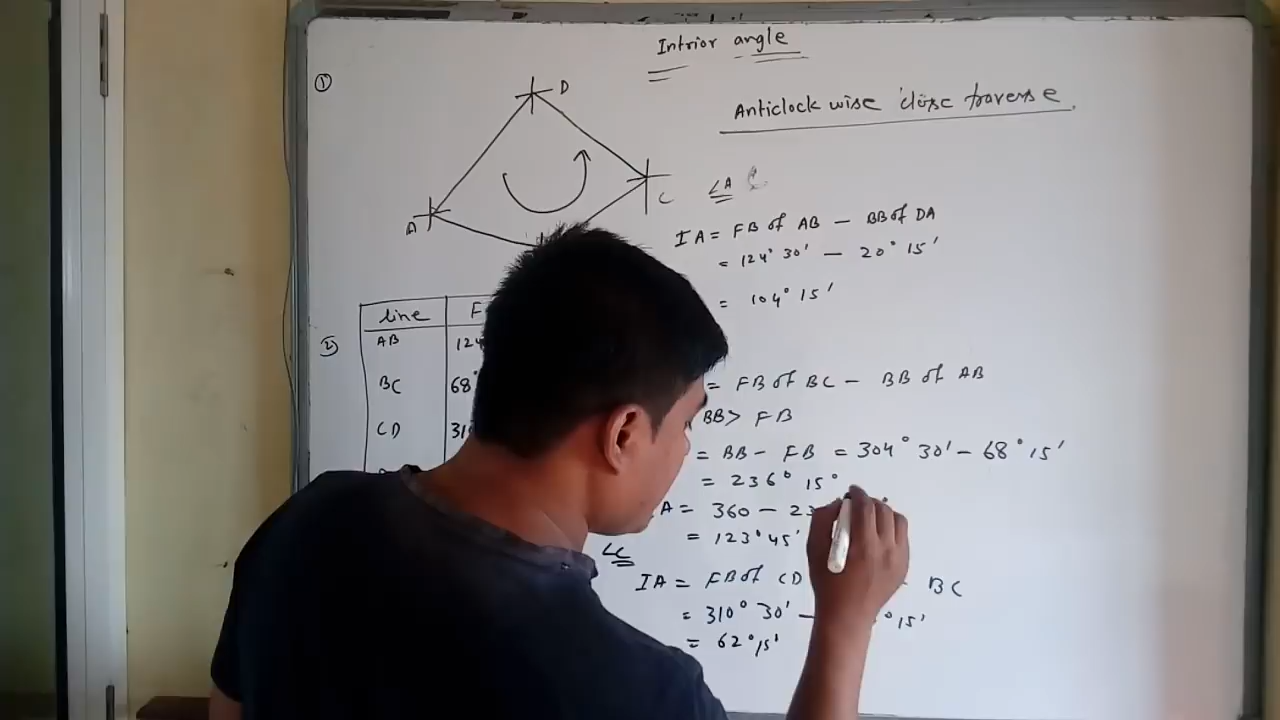 Intrior angle
①
D
Anticlock wise close traverse
C
∠A
A
IA = FB of AB - BB of DA
= 124° 30' - 20° 15'
= 104° 15'
line
②
AB 124
BC 68°
CD 310
= FB of BC - BB of AB
BB > FB
= BB - FB = 304° 30' - 68° 15'
= 236° 15°
A = 360 - 23
= 123° 45'
∠C
IA = FB of CD BC
= 310° 30' - ° 15'
= 62° 15'